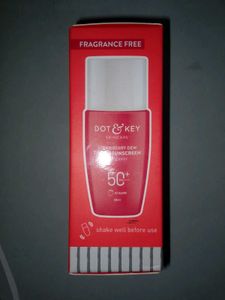 FRAGRANCE FREE
DOT & KEY
SKINCARE
SUNSCREEN
50+
shake well before use